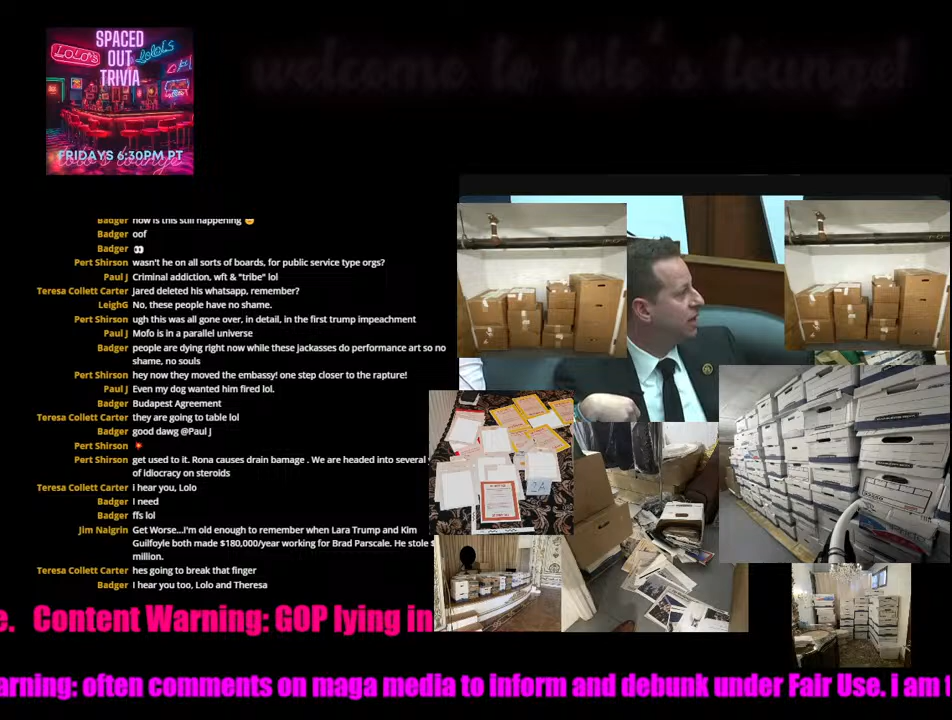 SPACED
OUT
TRIVIA
LOLO'S
lolo's
FRIDAYS 6:30PM PT
lolo's lounge
welcome to lolo's lounge!
Badger how is this still happening 😁
Badger oof
Badger 👀
Pert Shirson wasn't he on all sorts of boards, for public service type orgs?
Paul J Criminal addiction, wft & "tribe" lol
Teresa Collett Carter Jared deleted his whatsapp, remember?
LeighG No, these people have no shame.
Pert Shirson ugh this was all gone over, in detail, in the first trump impeachment
Paul J Mofo is in a parallel universe
Badger people are dying right now while these jackasses do performance art so no
shame, no souls
Pert Shirson hey now they moved the embassy! one step closer to the rapture!
Paul J Even my dog wanted him fired lol.
Badger Budapest Agreement
Teresa Collett Carter they are going to table lol
Badger good dawg @Paul J
Pert Shirson 💥
Pert Shirson get used to it. Rona causes drain bamage . We are headed into several
of idiocracy on steroids
Teresa Collett Carter i hear you, Lolo
Badger I need
Badger ffs lol
Jim Nalgrin Get Worse...I'm old enough to remember when Lara Trump and Kim
Guilfoyle both made $180,000/year working for Brad Parscale. He stole $
million.
Teresa Collett Carter hes going to break that finger
Badger I hear you too, Lolo and Theresa
2A
e. Content Warning: GOP lying in
arning: often comments on maga media to inform and debunk under Fair Use. i am t